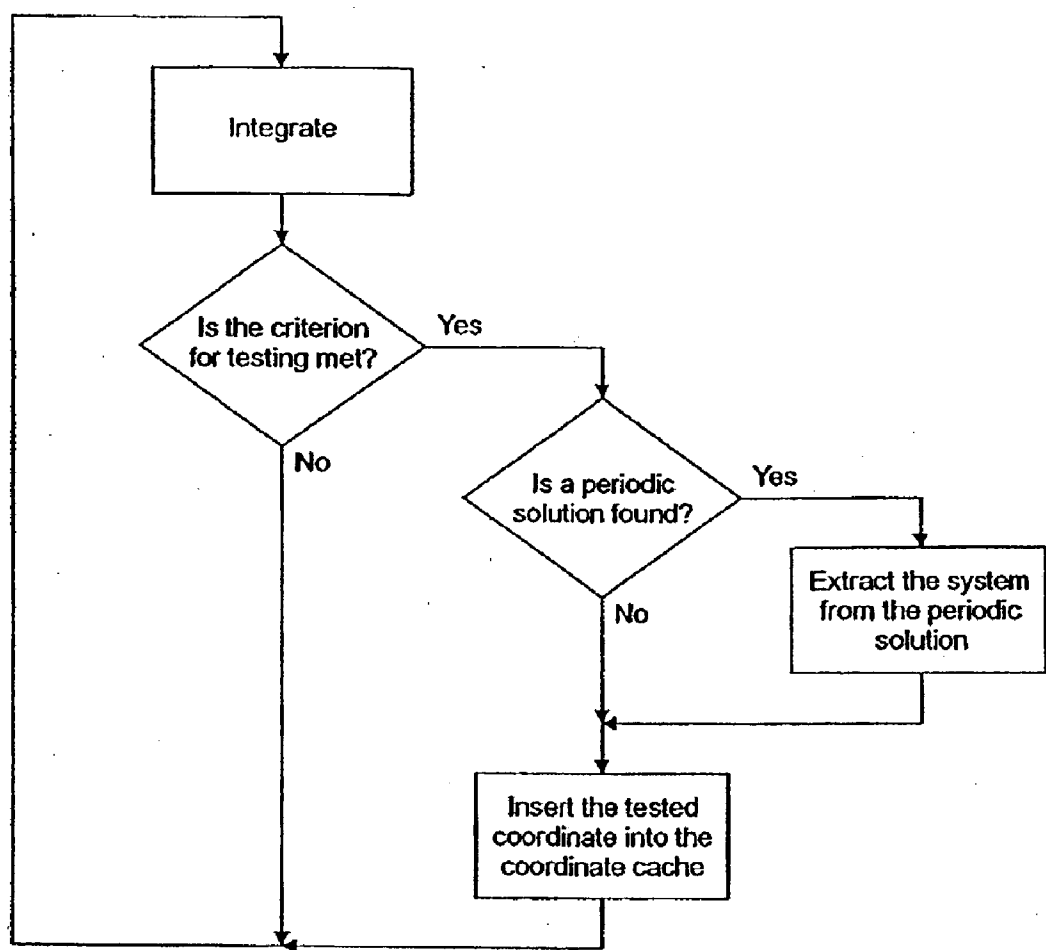 Integrate
Is the criterion
for testing met?
Yes
No
Is a periodic
solution found?
Yes
No
Extract the system
from the periodic
solution
Insert the tested
coordinate into the
coordinate cache